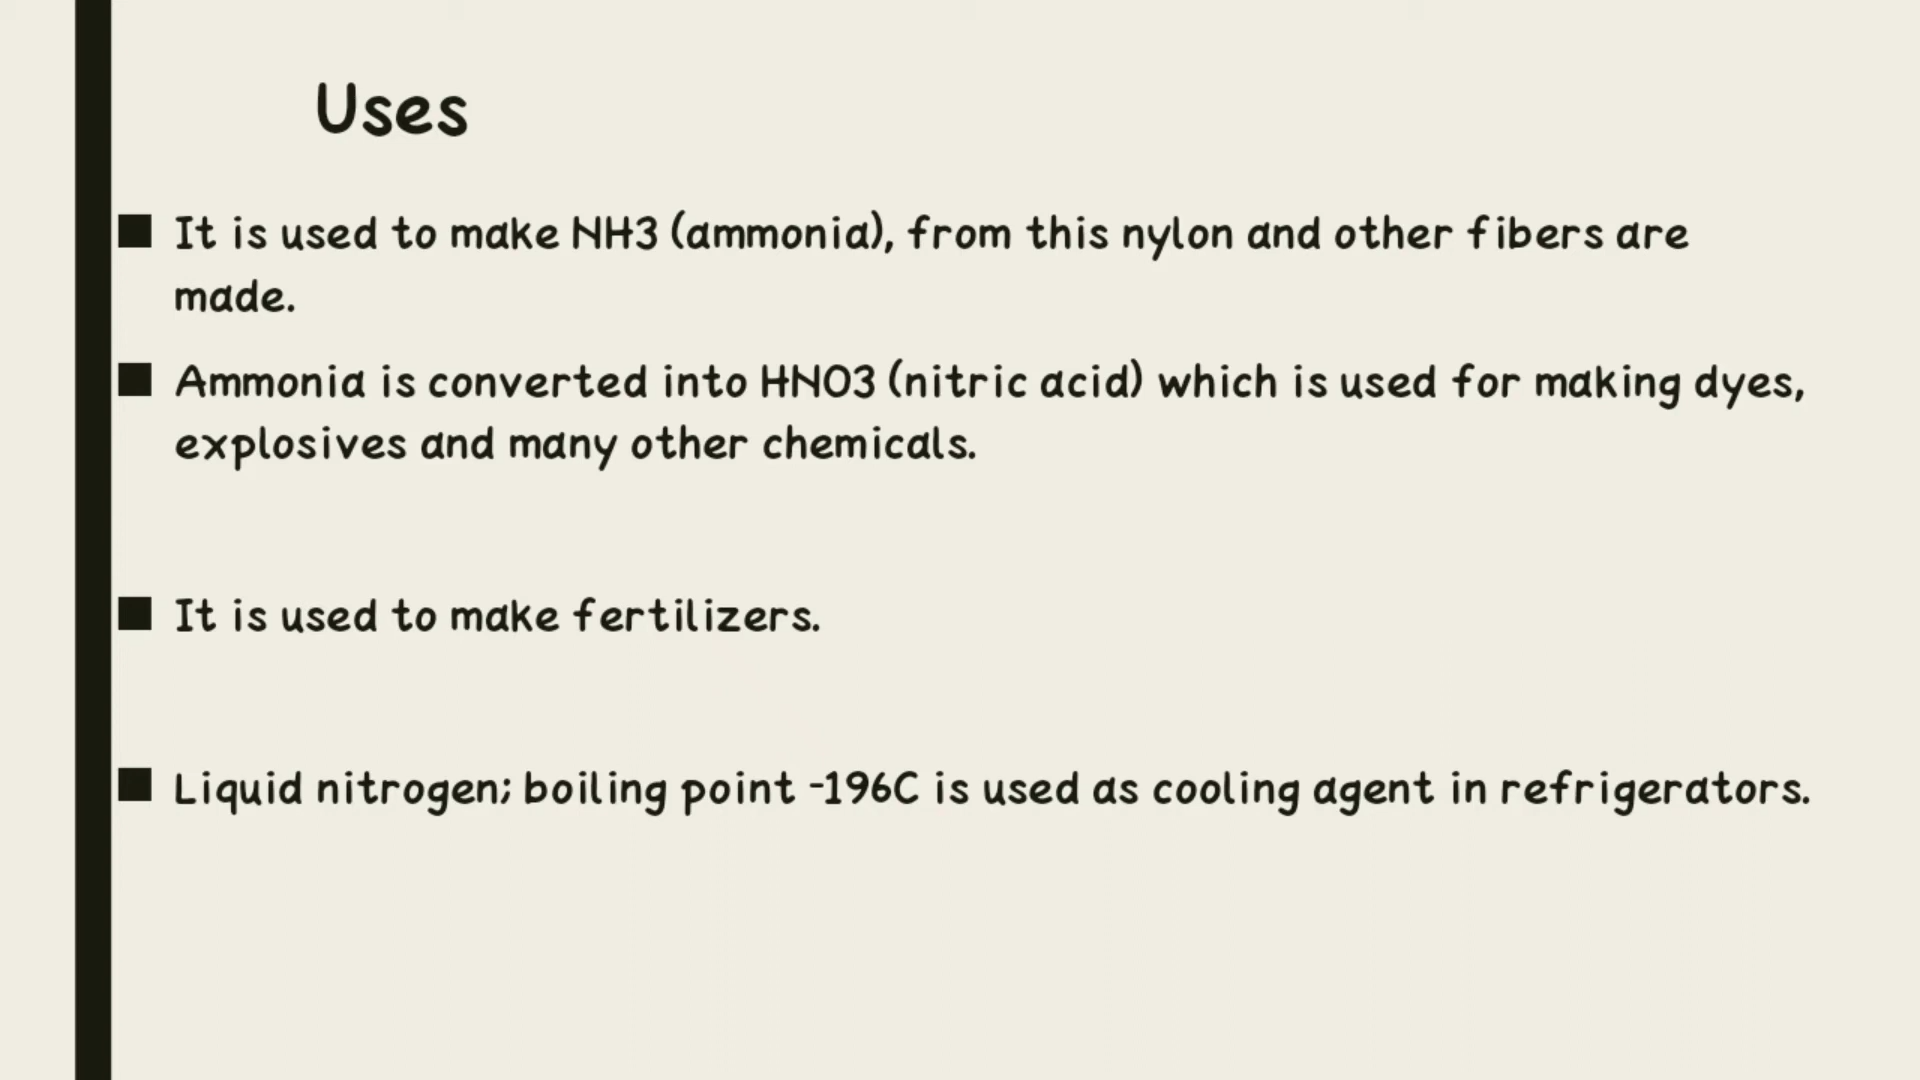 Uses
■ It is used to make NH3 (ammonia), from this nylon and other fibers are
made.
■ Ammonia is converted into HNO3 (nitric acid) which is used for making dyes,
explosives and many other chemicals.
■ It is used to make fertilizers.
■ Liquid nitrogen; boiling point -196C is used as cooling agent in refrigerators.